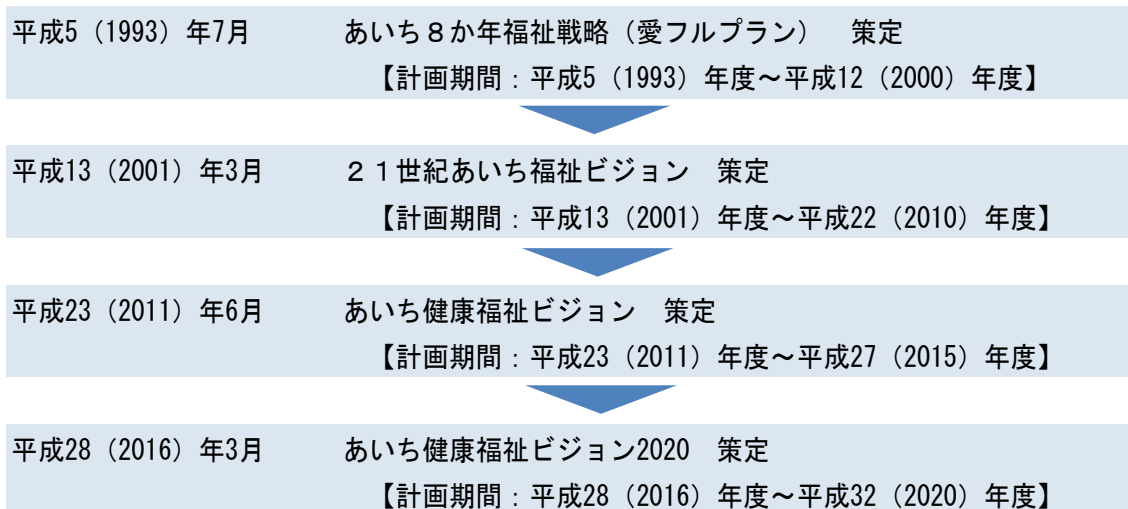 平成5（1993）年7月　あいち８か年福祉戦略（愛フルプラン）　策定
【計画期間：平成5（1993）年度～平成12（2000）年度】
平成13（2001）年3月　２１世紀あいち福祉ビジョン　策定
【計画期間：平成13（2001）年度～平成22（2010）年度】
平成23（2011）年6月　あいち健康福祉ビジョン　策定
【計画期間：平成23（2011）年度～平成27（2015）年度】
平成28（2016）年3月　あいち健康福祉ビジョン2020　策定
【計画期間：平成28（2016）年度～平成32（2020）年度】